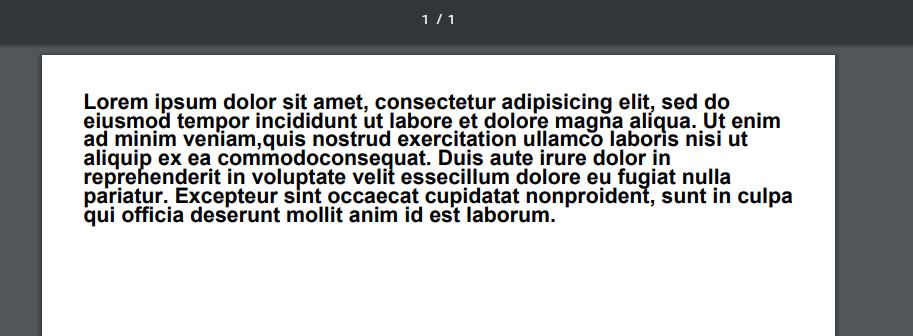 1 / 1
Lorem ipsum dolor sit amet, consectetur adipisicing elit, sed do
eiusmod tempor incididunt ut labore et dolore magna aliqua. Ut enim
ad minim veniam,quis nostrud exercitation ullamco laboris nisi ut
aliquip ex ea commodoconsequat. Duis aute irure dolor in
reprehenderit in voluptate velit essecillum dolore eu fugiat nulla
pariatur. Excepteur sint occaecat cupidatat nonproident, sunt in culpa
qui officia deserunt mollit anim id est laborum.